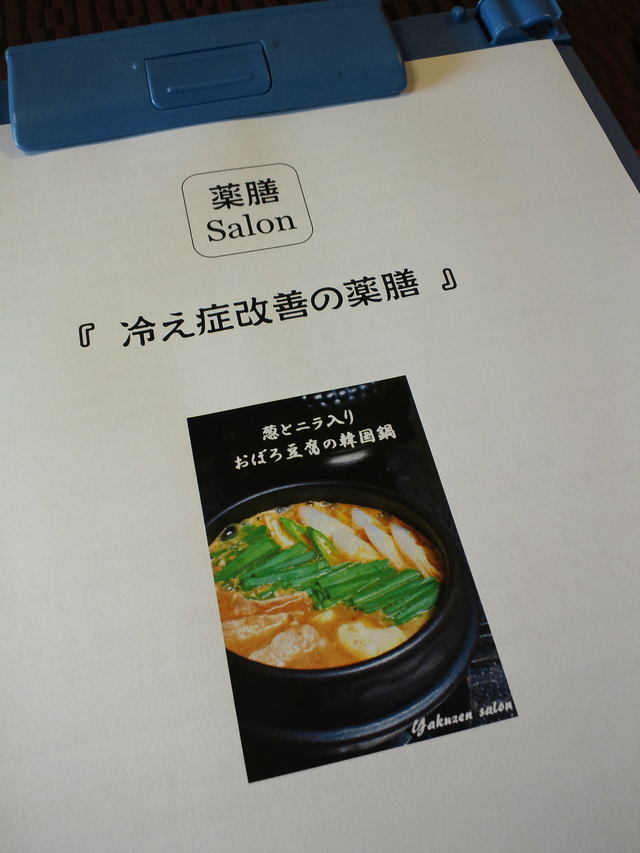 薬膳
Salon
『 冷え症改善の薬膳 』
葱とニラ入り
おぼろ豆腐の韓国鍋
Yakuzen salon